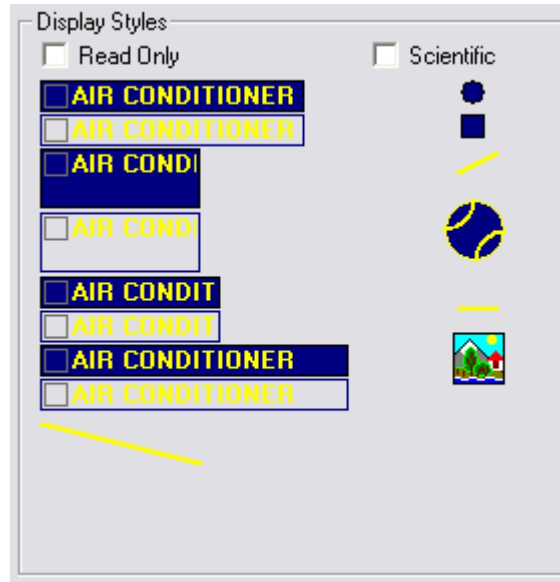 Display Styles
Read Only Scientific
AIR CONDITIONER
AIR CONDITIONER
AIR CONDI
AIR CONDI
AIR CONDIT
AIR CONDIT
AIR CONDITIONER
AIR CONDITIONER